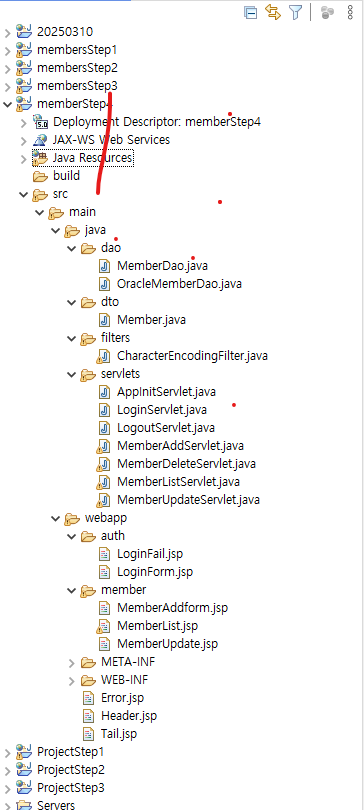 20250310
membersStep1
membersStep2
membersStep3
memberStep4
Deployment Descriptor: memberStep4
JAX-WS Web Services
Java Resources
build
src
main
java
dao
MemberDao.java
OracleMemberDao.java
dto
Member.java
filters
CharacterEncodingFilter.java
servlets
AppInitServlet.java
LoginServlet.java
LogoutServlet.java
MemberAddServlet.java
MemberDeleteServlet.java
MemberListServlet.java
MemberUpdateServlet.java
webapp
auth
LoginFail.jsp
LoginForm.jsp
member
MemberAddform.jsp
MemberList.jsp
MemberUpdate.jsp
META-INF
WEB-INF
Error.jsp
Header.jsp
Tail.jsp
ProjectStep1
ProjectStep2
ProjectStep3
Servers